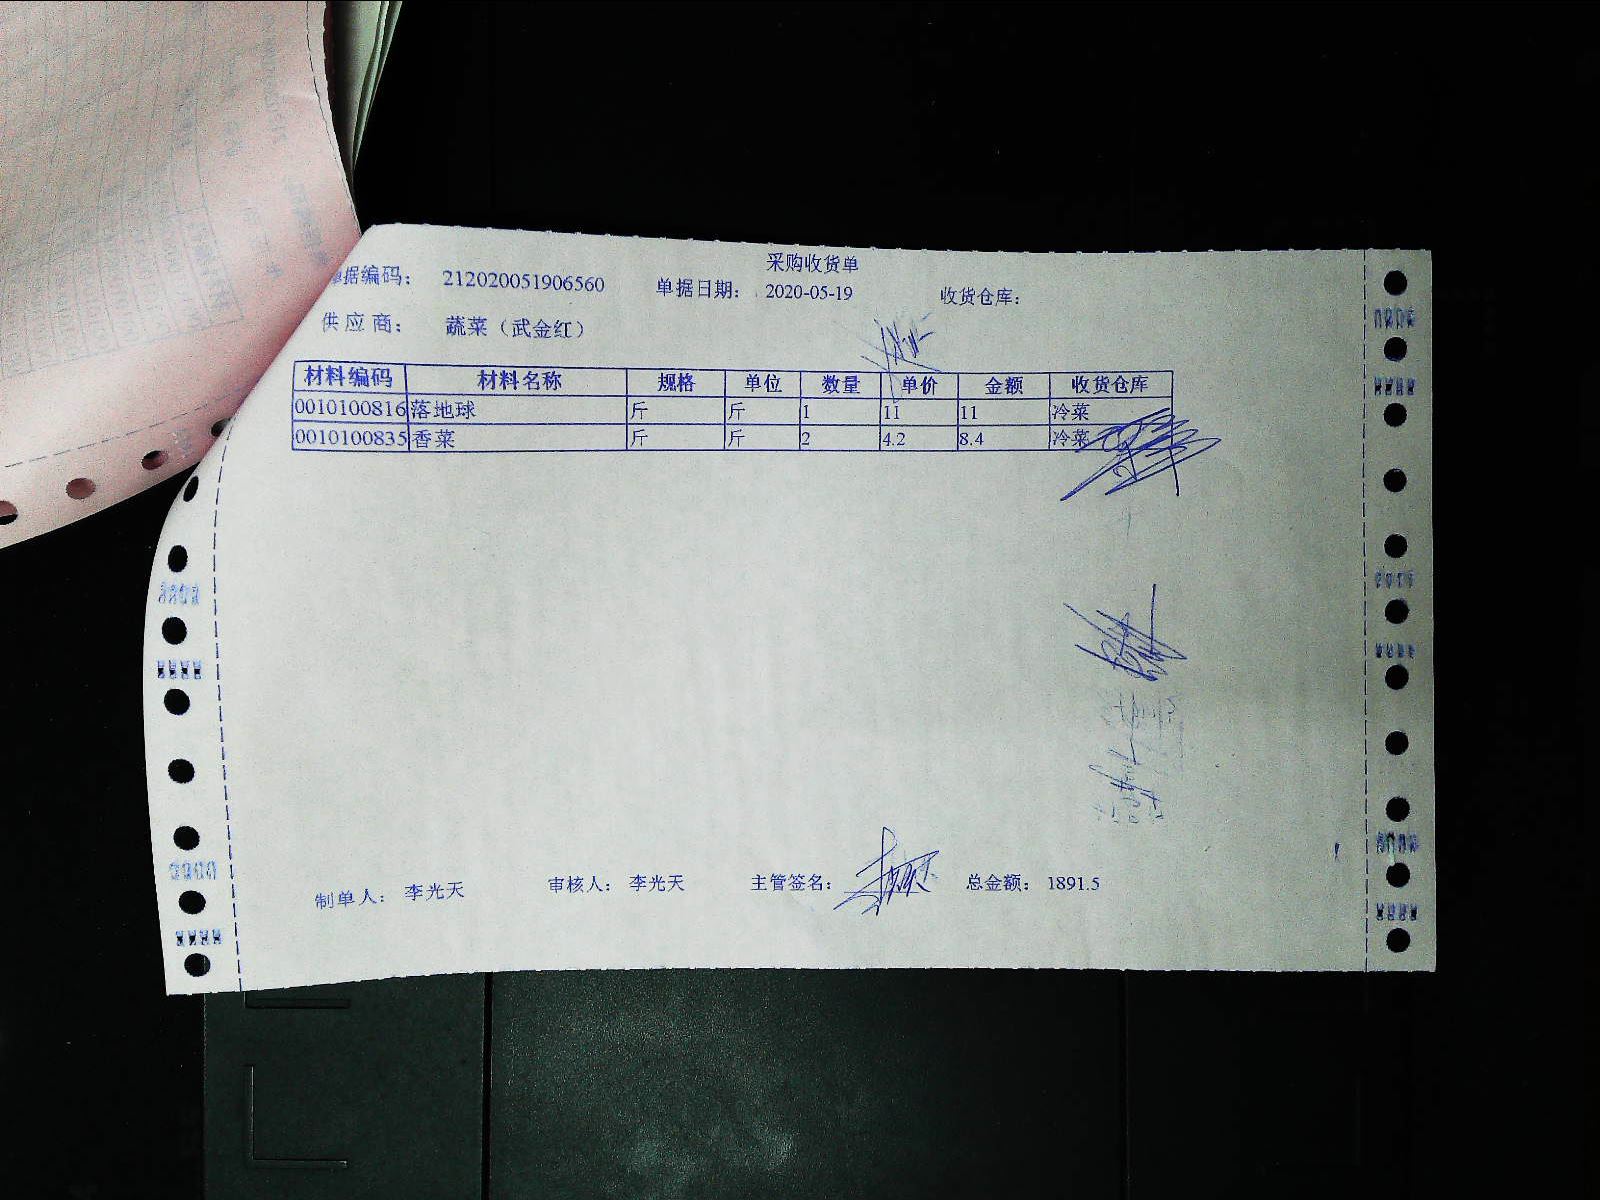 采购收货单
单据编码： 212020051906560 单据日期： 2020-05-19 收货仓库：
供应商： 蔬菜（武金红）
材料编码 材料名称 规格 单位 数量 单价 金额 收货仓库
0010100816 落地球 斤 斤 1 11 11 冷菜
0010100835 香菜 斤 斤 2 4.2 8.4 冷菜
制单人： 李光天 审核人： 李光天 主管签名： 总金额： 1891.5